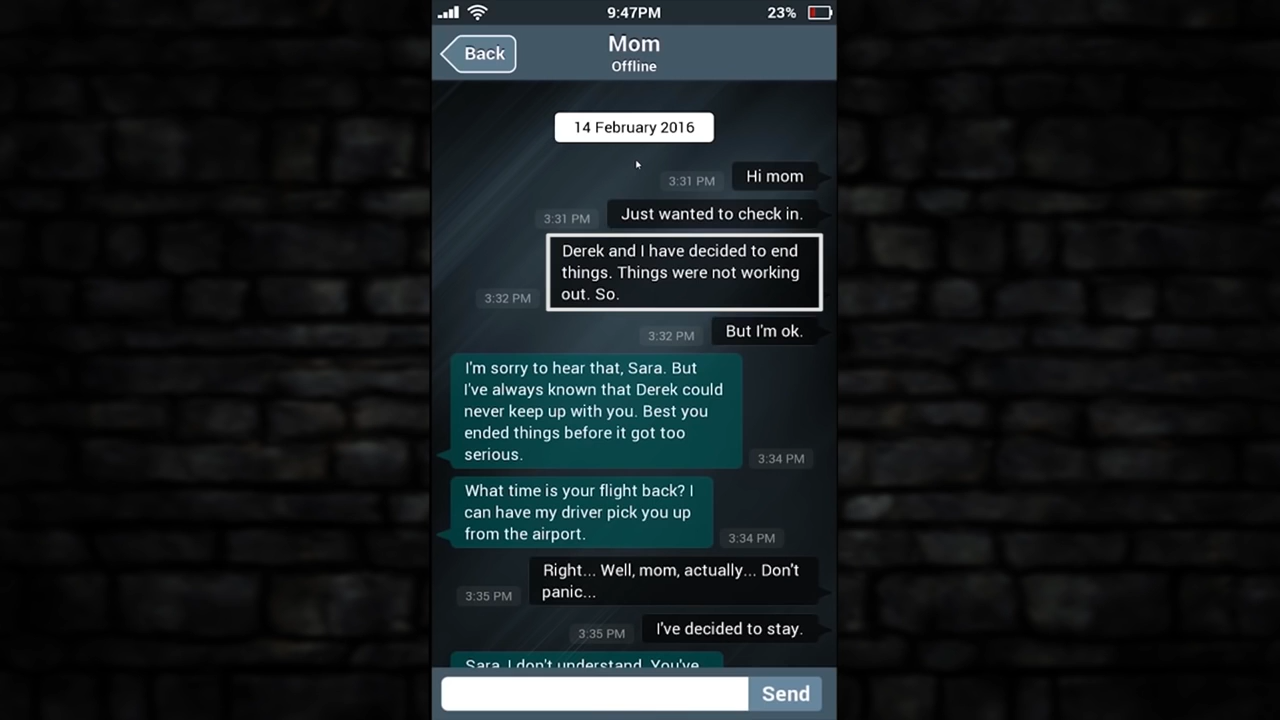 9:47PM
23%
Back
Mom
Offline
14 February 2016
3:31 PM
Hi mom
3:31 PM
Just wanted to check in.
Derek and I have decided to end
things. Things were not working
out. So.
3:32 PM
3:32 PM
But I'm ok.
I'm sorry to hear that, Sara. But
I've always known that Derek could
never keep up with you. Best you
ended things before it got too
serious.
3:34 PM
What time is your flight back? I
can have my driver pick you up
from the airport.
3:34 PM
Right... Well, mom, actually... Don't
panic...
3:35 PM
3:35 PM
I've decided to stay.
Sara, I don't understand. You've
Send